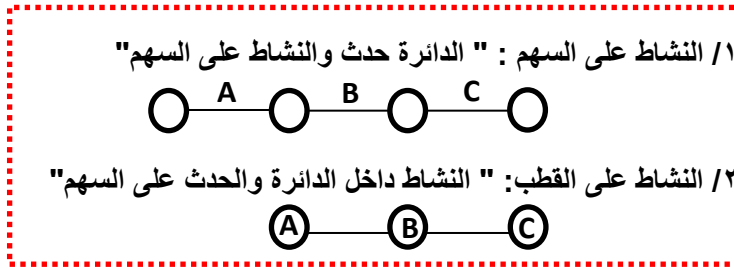 ١/ النشاط على السهم : " الدائرة حدث والنشاط على السهم"
A B C
٢/ النشاط على القطب: " النشاط داخل الدائرة والحدث على السهم"
A B C